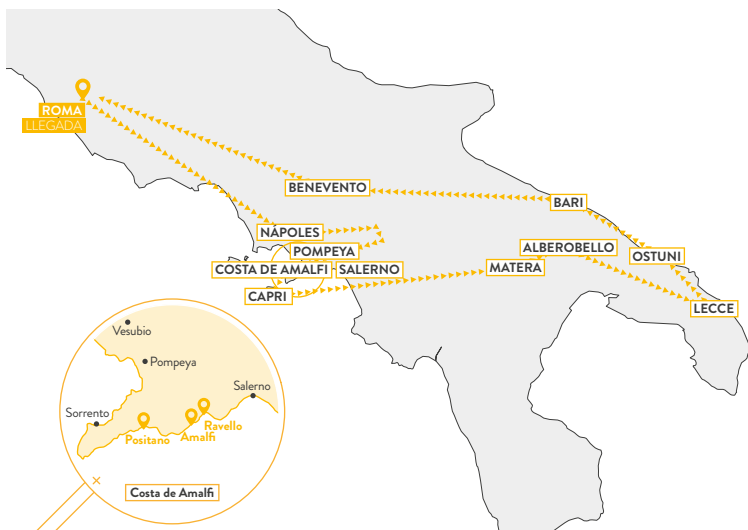 ROMA
LLEGADA
BENEVENTO
BARI
NÁPOLES
POMPEYA
ALBEROBELLO
OSTUNI
COSTA DE AMALFI
SALERNO
MATERA
CAPRI
LECCE
Vesubio
Pompeya
Salerno
Sorrento
Ravello
Amalfi
Positano
Costa de Amalfi